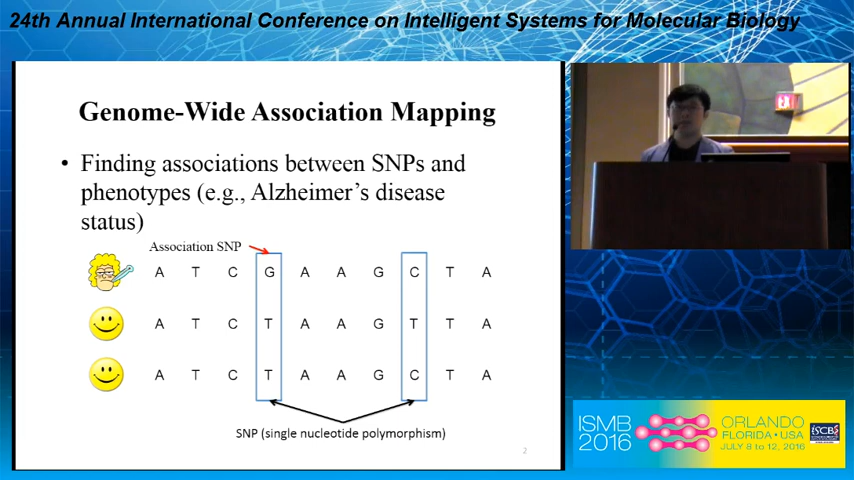 24th Annual International Conference on Intelligent Systems for Molecular Biology
Genome-Wide Association Mapping
• Finding associations between SNPs and
phenotypes (e.g., Alzheimer's disease
status)
Association SNP
A T C G A A G C T A
A T C T A A G T T A
A T C T A A G C T A
SNP (single nucleotide polymorphism)
2
ISMB
2016
ORLANDO
FLORIDA • USA
JULY 8 to 12, 2016
ISCB